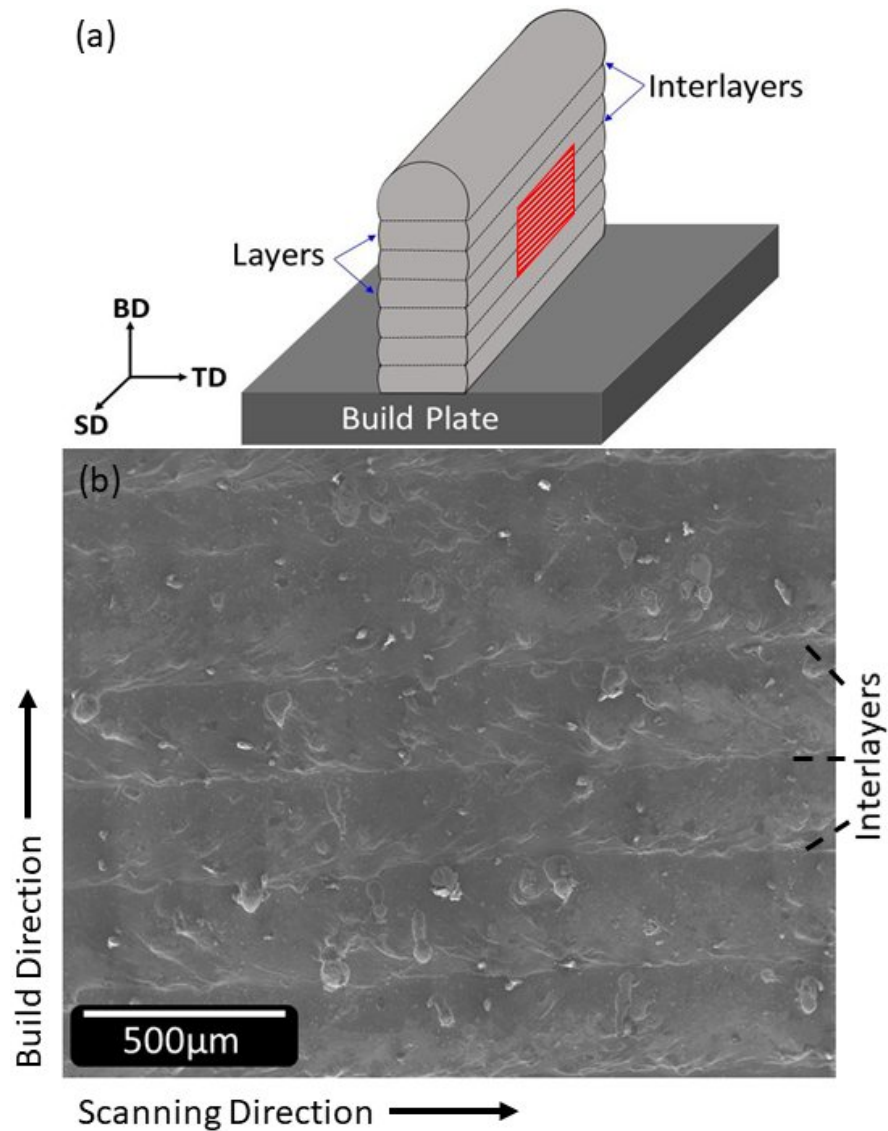 (a)
Interlayers
Layers
BD
TD
SD
Build Plate
(b)
Interlayers
Build Direction
500µm
Scanning Direction